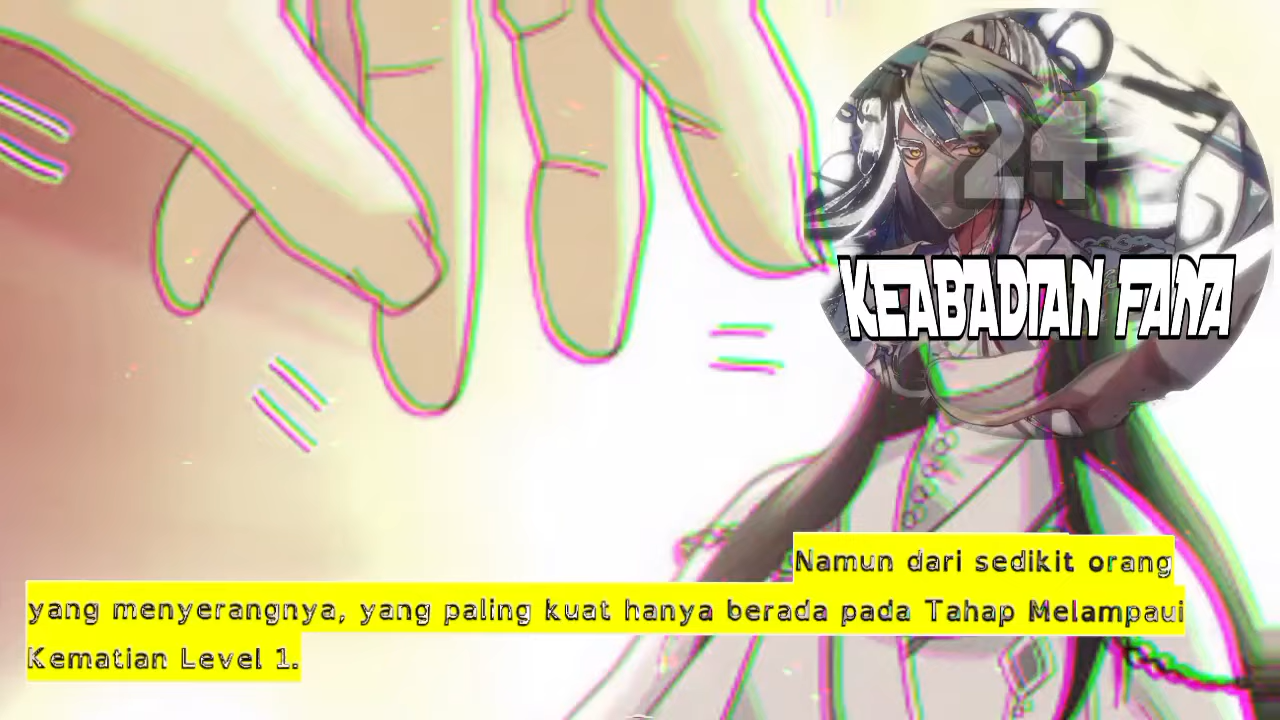 2+
KEABADIAN FANA
Namun dari sedikit orang
yang menyerangnya, yang paling kuat hanya berada pada Tahap Melampaui
Kematian Level 1.